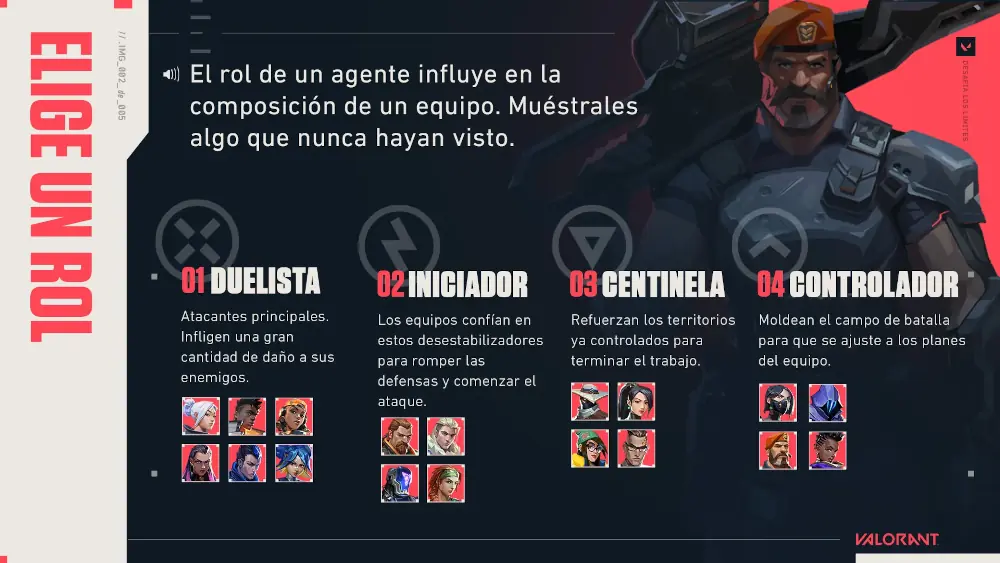 ELIGE UN ROL
// .IMG_002_de_005
El rol de un agente influye en la
composición de un equipo. Muéstrales
algo que nunca hayan visto.
DESAFÍA LOS LÍMITES
01 DUELISTA
Atacantes principales.
Infligen una gran
cantidad de daño a sus
enemigos.
02 INICIADOR
Los equipos confían en
estos desestabilizadores
para romper las
defensas y comenzar el
ataque.
03 CENTINELA
Refuerzan los territorios
ya controlados para
terminar el trabajo.
04 CONTROLADOR
Moldean el campo de batalla
para que se ajuste a los planes
del equipo.
VALORANT